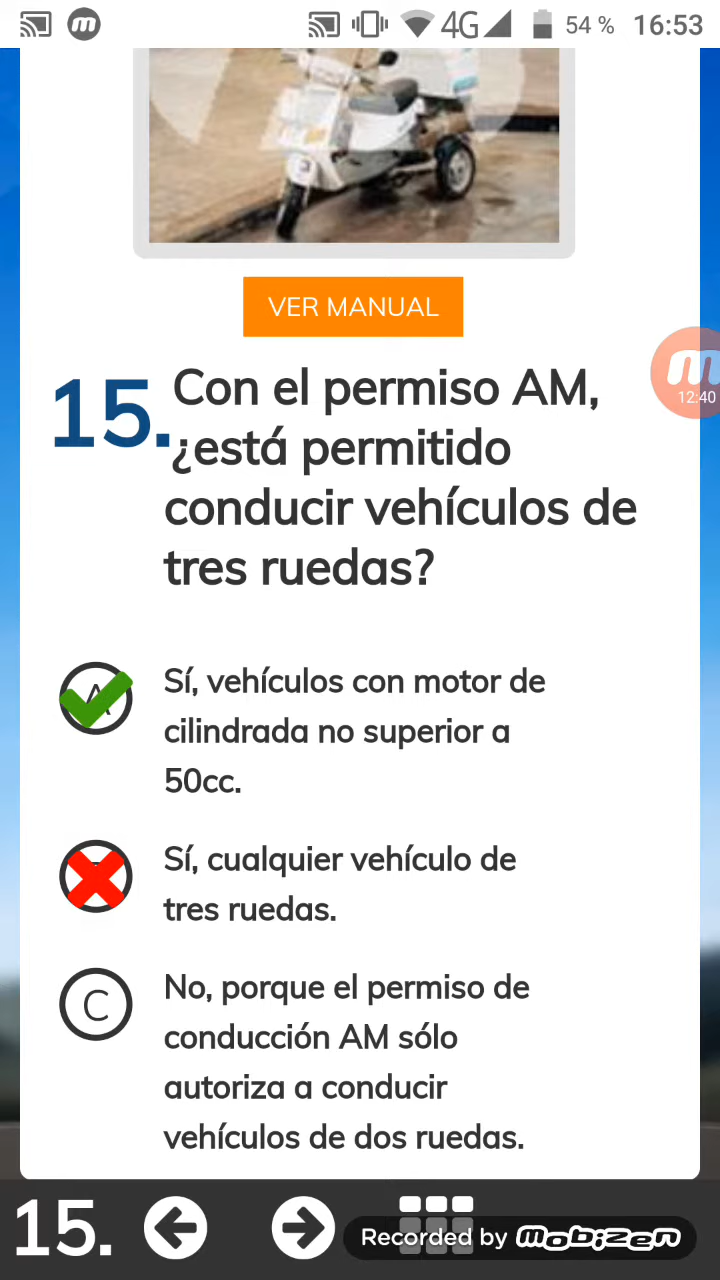 4G 54 % 16:53
VER MANUAL
15. Con el permiso AM,
¿está permitido
conducir vehículos de
tres ruedas?
12:40
A Sí, vehículos con motor de
cilindrada no superior a
50cc.
Sí, cualquier vehículo de
tres ruedas.
C No, porque el permiso de
conducción AM sólo
autoriza a conducir
vehículos de dos ruedas.
15.
Recorded by mobizen